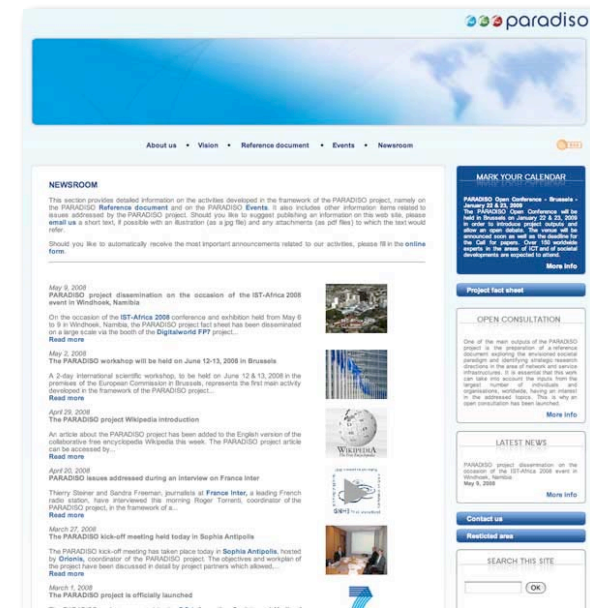 paradiso
About us • Vision • Reference document • Events • Newsroom
NEWSROOM
This section provides detailed information on the activities developed in the framework of the PARADISO project, namely on
the PARADISO Reference document and on the PARADISO Events. It also includes other information items related to
issues addressed by the PARADISO project. Should you like to suggest publishing an information on this web site, please
email us a short text, if possible with an illustration (as a jpg file) and any attachments (as pdf files) to which the text would
refer.
Should you like to automatically receive the most important announcements related to our activities, please fill in the online
form.
May 9, 2008
PARADISO project dissemination on the occasion of the IST-Africa 2008
event in Windhoek, Namibia
On the occasion of the IST-Africa 2008 conference and exhibition held from May 6
to 9 in Windhoek, Namibia, the PARADISO project fact sheet has been disseminated
on a large scale via the booth of the Digitalworld FP7 project...
Read more
May 2, 2008
The PARADISO workshop will be held on June 12-13, 2008 in Brussels
A 2-day international scientific workshop, to be held on June 12 & 13, 2008 in the
premises of the European Commission in Brussels, represents the first main activity
developed in the framework of the PARADISO project...
Read more
April 29, 2008
The PARADISO project Wikipedia introduction
An article about the PARADISO project has been added to the English version of the
collaborative free encyclopedia Wikipedia this week. The PARADISO project article
can be accessed by...
Read more
WIKIPEDIA
April 20, 2008
PARADISO issues addressed during an interview on France Inter
Thierry Steiner and Sandra Freeman, journalists at France Inter, a leading French
radio station, have interviewed this morning Roger Torrenti, coordinator of the
PARADISO project, in the framework of a...
Read more
March 27, 2008
The PARADISO kick-off meeting held today in Sophia Antipolis
The PARADISO kick-off meeting has taken place today in Sophia Antipolis, hosted
by Orionis, coordinator of the PARADISO project. The objectives and workplan of
the project have been discussed in detail by project partners which allowed,...
Read more
March 1, 2008
The PARADISO project is officially launched
MARK YOUR CALENDAR
PARADISO Open Conference - Brussels -
January 22 & 23, 2009
The PARADISO Open Conference will be
held in Brussels on January 22 & 23, 2009
in order to introduce project outputs and
allow an open debate. The venue will be
announced soon as well as the deadline for
the Call for papers. Over 150 worldwide
experts in the areas of ICT and of societal
developments are expected to attend.
More info
Project fact sheet
OPEN CONSULTATION
One of the main outputs of the PARADISO
project is the preparation of a reference
document exploring the envisioned societal
paradigm and identifying strategic research
directions in the area of network and service
infrastructures. It is essential that this work
can take into account the inputs from the
largest number of individuals and
organisations, worldwide, having an interest
in the addressed topics. This is why an
open consultation has been launched.
More info
LATEST NEWS
PARADISO project dissemination on the
occasion of the IST-Africa 2008 event in
Windhoek, Namibia
May 9, 2008
More info
Contact us
Restricted area
SEARCH THIS SITE
OK